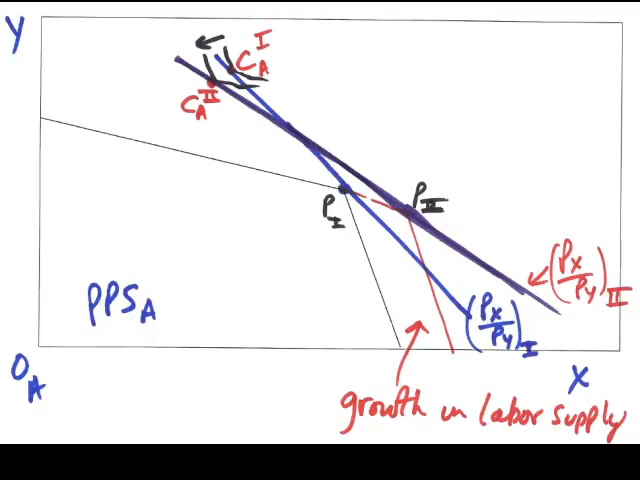 Y
C_A^I
C_A^II
P_I
P_II
(P_X/P_Y)_II
PPS_A
(P_X/P_Y)_I
O_A
X
growth in labor supply